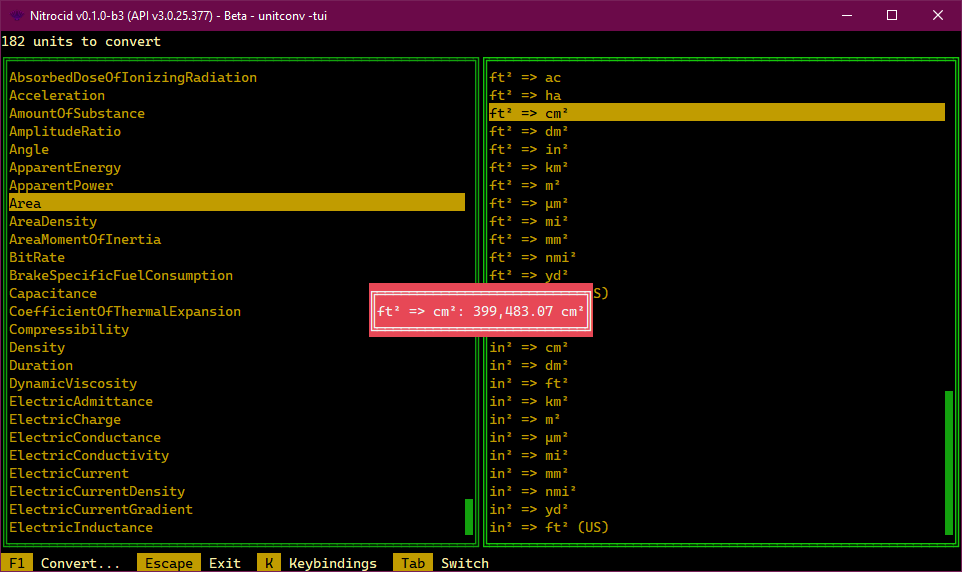 Nitrocid v0.1.0-b3 (API v3.0.25.377) - Beta - unitconv -tui
182 units to convert
AbsorbedDoseOfIonizingRadiation
Acceleration
AmountOfSubstance
AmplitudeRatio
Angle
ApparentEnergy
ApparentPower
Area
AreaDensity
AreaMomentOfInertia
BitRate
BrakeSpecificFuelConsumption
Capacitance
CoefficientOfThermalExpansion
Compressibility
Density
Duration
DynamicViscosity
ElectricAdmittance
ElectricCharge
ElectricConductance
ElectricConductivity
ElectricCurrent
ElectricCurrentDensity
ElectricCurrentGradient
ElectricInductance
ft² => ac
ft² => ha
ft² => cm²
ft² => dm²
ft² => in²
ft² => km²
ft² => m²
ft² => µm²
ft² => mi²
ft² => mm²
ft² => nmi²
ft² => yd²
S)
ft² => cm²: 399,483.07 cm²
in² => cm²
in² => dm²
in² => ft²
in² => km²
in² => m²
in² => µm²
in² => mi²
in² => mm²
in² => nmi²
in² => yd²
in² => ft² (US)
F1 Convert... Escape Exit K Keybindings Tab Switch